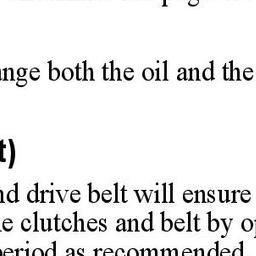 ange both the oil and the
t)
nd drive belt will ensure
e clutches and belt by op
period as recommended